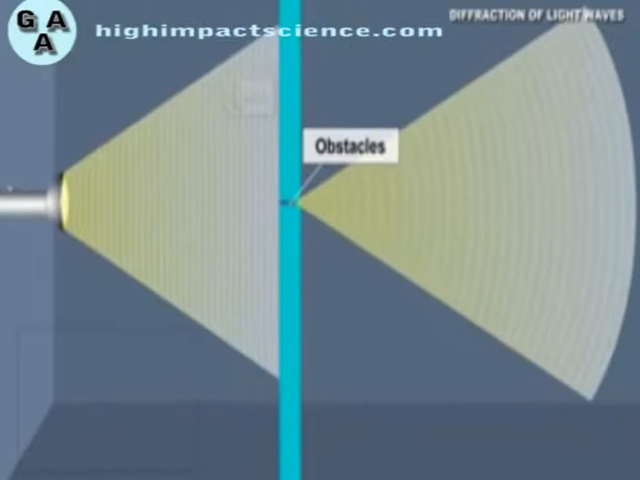 G A
A
highimpactscience.com
DIFFRACTION OF LIGHT WAVES
Obstacles